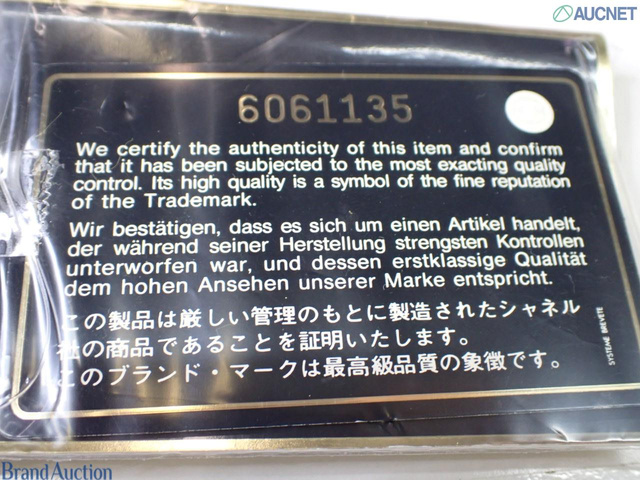 AUCNET
6061135
We certify the authenticity of this item and confirm
that it has been subjected to the most exacting quality
control. Its high quality is a symbol of the fine reputation
of the Trademark.
Wir bestätigen, dass es sich um einen Artikel handelt,
der während seiner Herstellung strengsten Kontrollen
unterworfen war, und dessen erstklassige Qualität
dem hohen Ansehen unserer Marke entspricht.
この製品は厳しい管理のもとに製造されたシャネル
社の商品であることを証明いたします。
このブランド・マークは最高級品質の象徴です。
SYSTEME BREVETE
Brand Auction